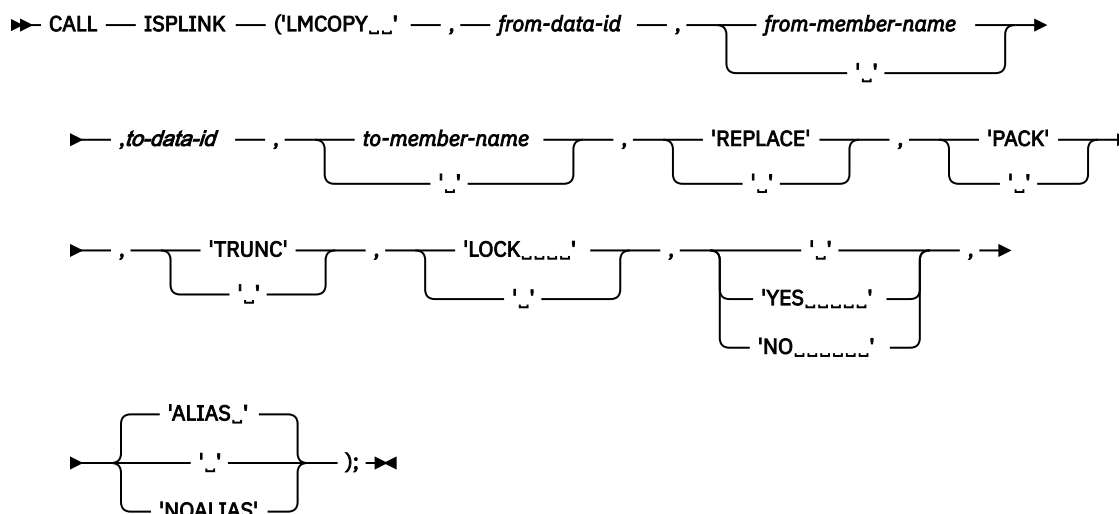 CALL ISPLINK ('LMCOPY␣␣' , from-data-id , from-member-name
'␣'
,to-data-id , to-member-name , 'REPLACE' , 'PACK'
'␣' '␣' '␣'
, 'TRUNC' , 'LOCK␣␣␣␣' , '␣' ,
'␣' '␣' 'YES␣␣␣␣␣'
'NO␣␣␣␣␣␣'
'ALIAS␣'
'␣' );
'NOALIAS'